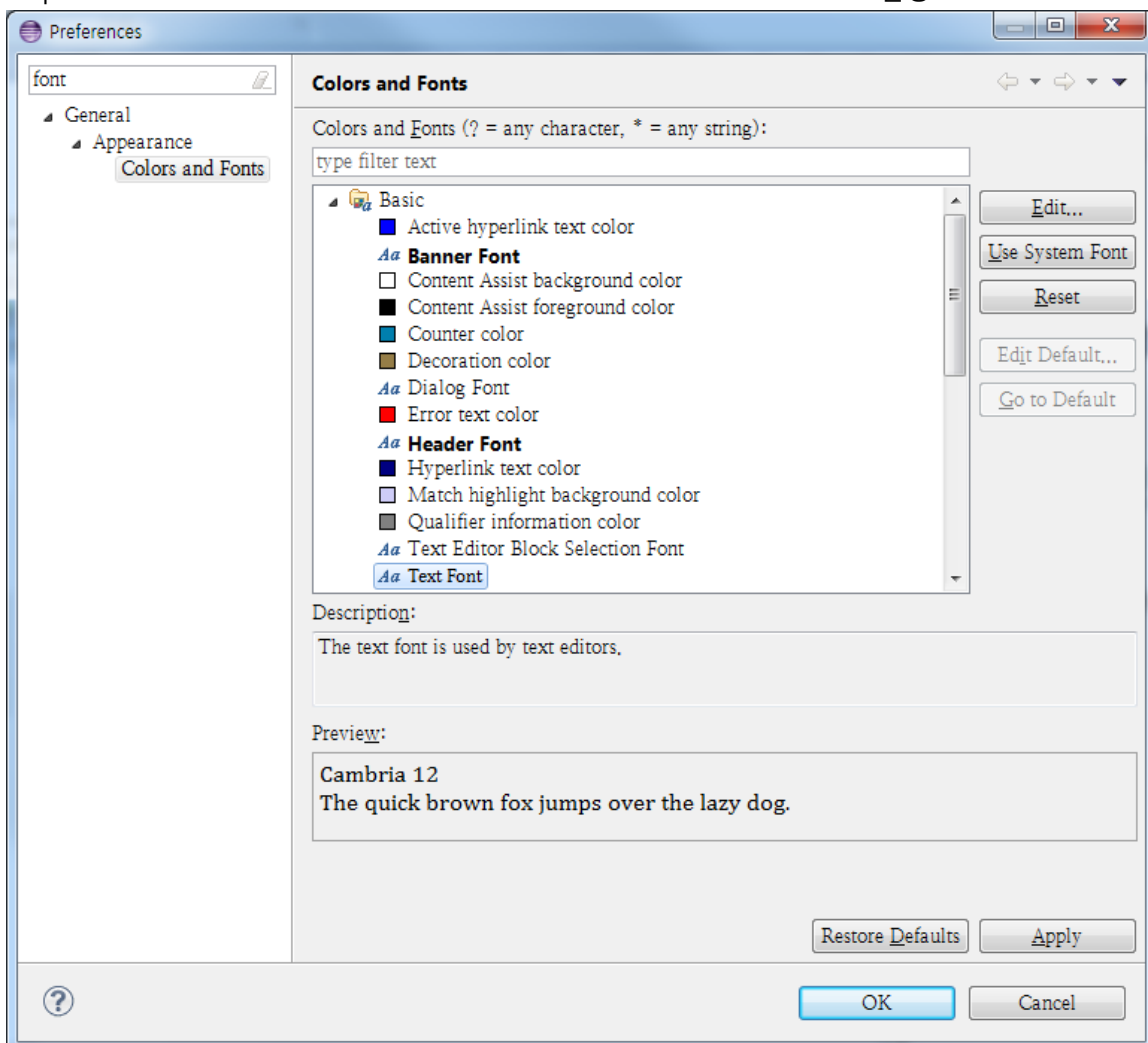 Preferences
font
Colors and Fonts
General
Appearance
Colors and Fonts
Colors and Fonts (? = any character, * = any string):
type filter text
Basic
Active hyperlink text color
Aa Banner Font
Content Assist background color
Content Assist foreground color
Counter color
Decoration color
Aa Dialog Font
Error text color
Aa Header Font
Hyperlink text color
Match highlight background color
Qualifier information color
Aa Text Editor Block Selection Font
Aa Text Font
Edit...
Use System Font
Reset
Edit Default...
Go to Default
Description:
The text font is used by text editors.
Preview:
Cambria 12
The quick brown fox jumps over the lazy dog.
Restore Defaults
Apply
OK
Cancel